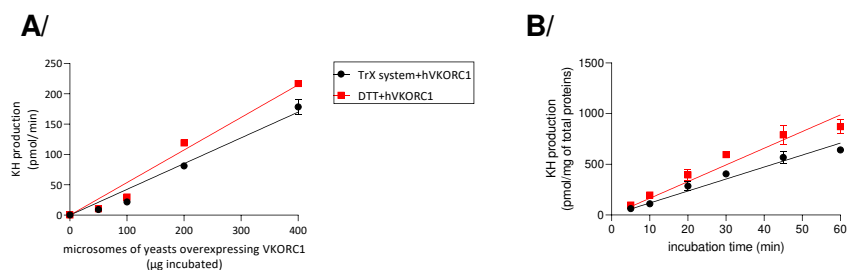 A/
B/
KH production
(pmol/min)
250
200
150
100
50
0
0
100
200
300
400
microsomes of yeasts overexpressing VKORC1
(µg incubated)
TrX system+hVKORC1
DTT+hVKORC1
KH production
(pmol/mg of total proteins)
1500
1000
500
0
0
10
20
30
40
50
60
incubation time (min)